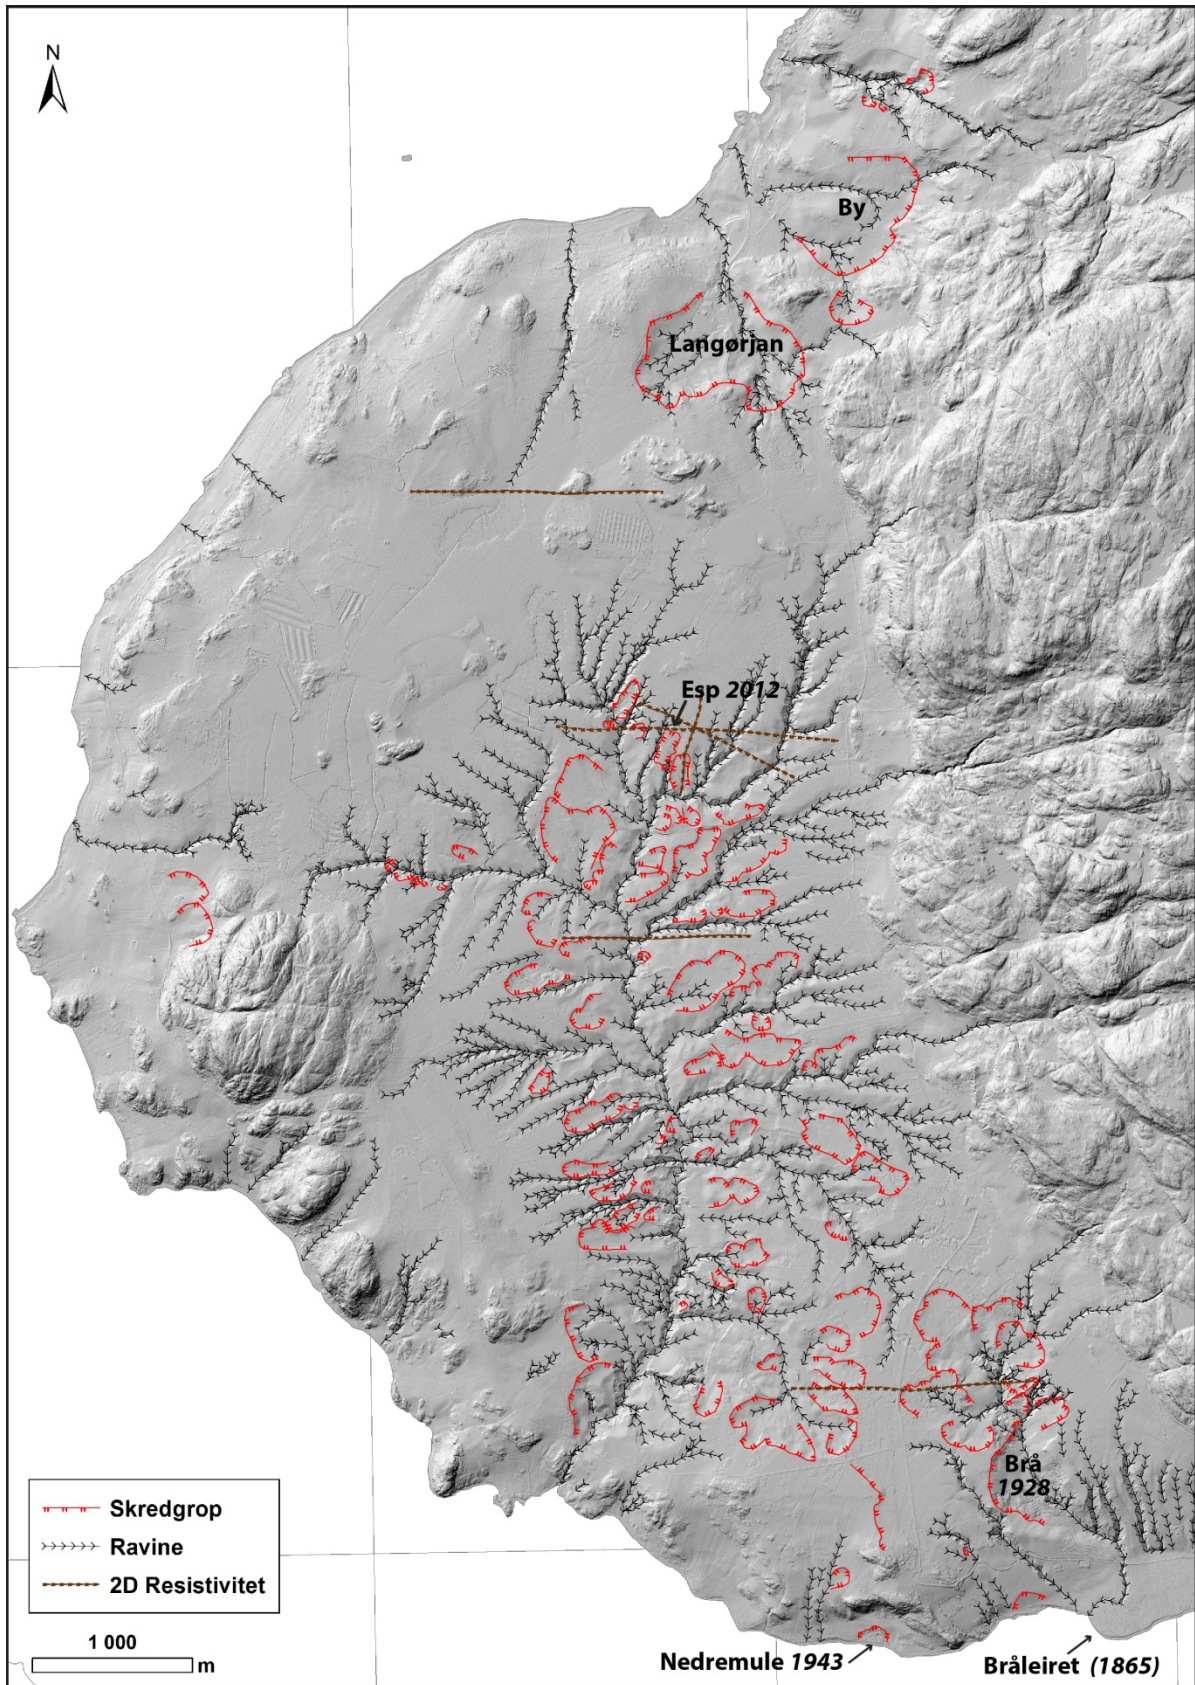 N
By
Langørjan
Esp 2012
Brå
1928
Skredgrop
Ravine
2D Resistivitet
1 000
m
Nedremule 1943
Bråleiret (1865)